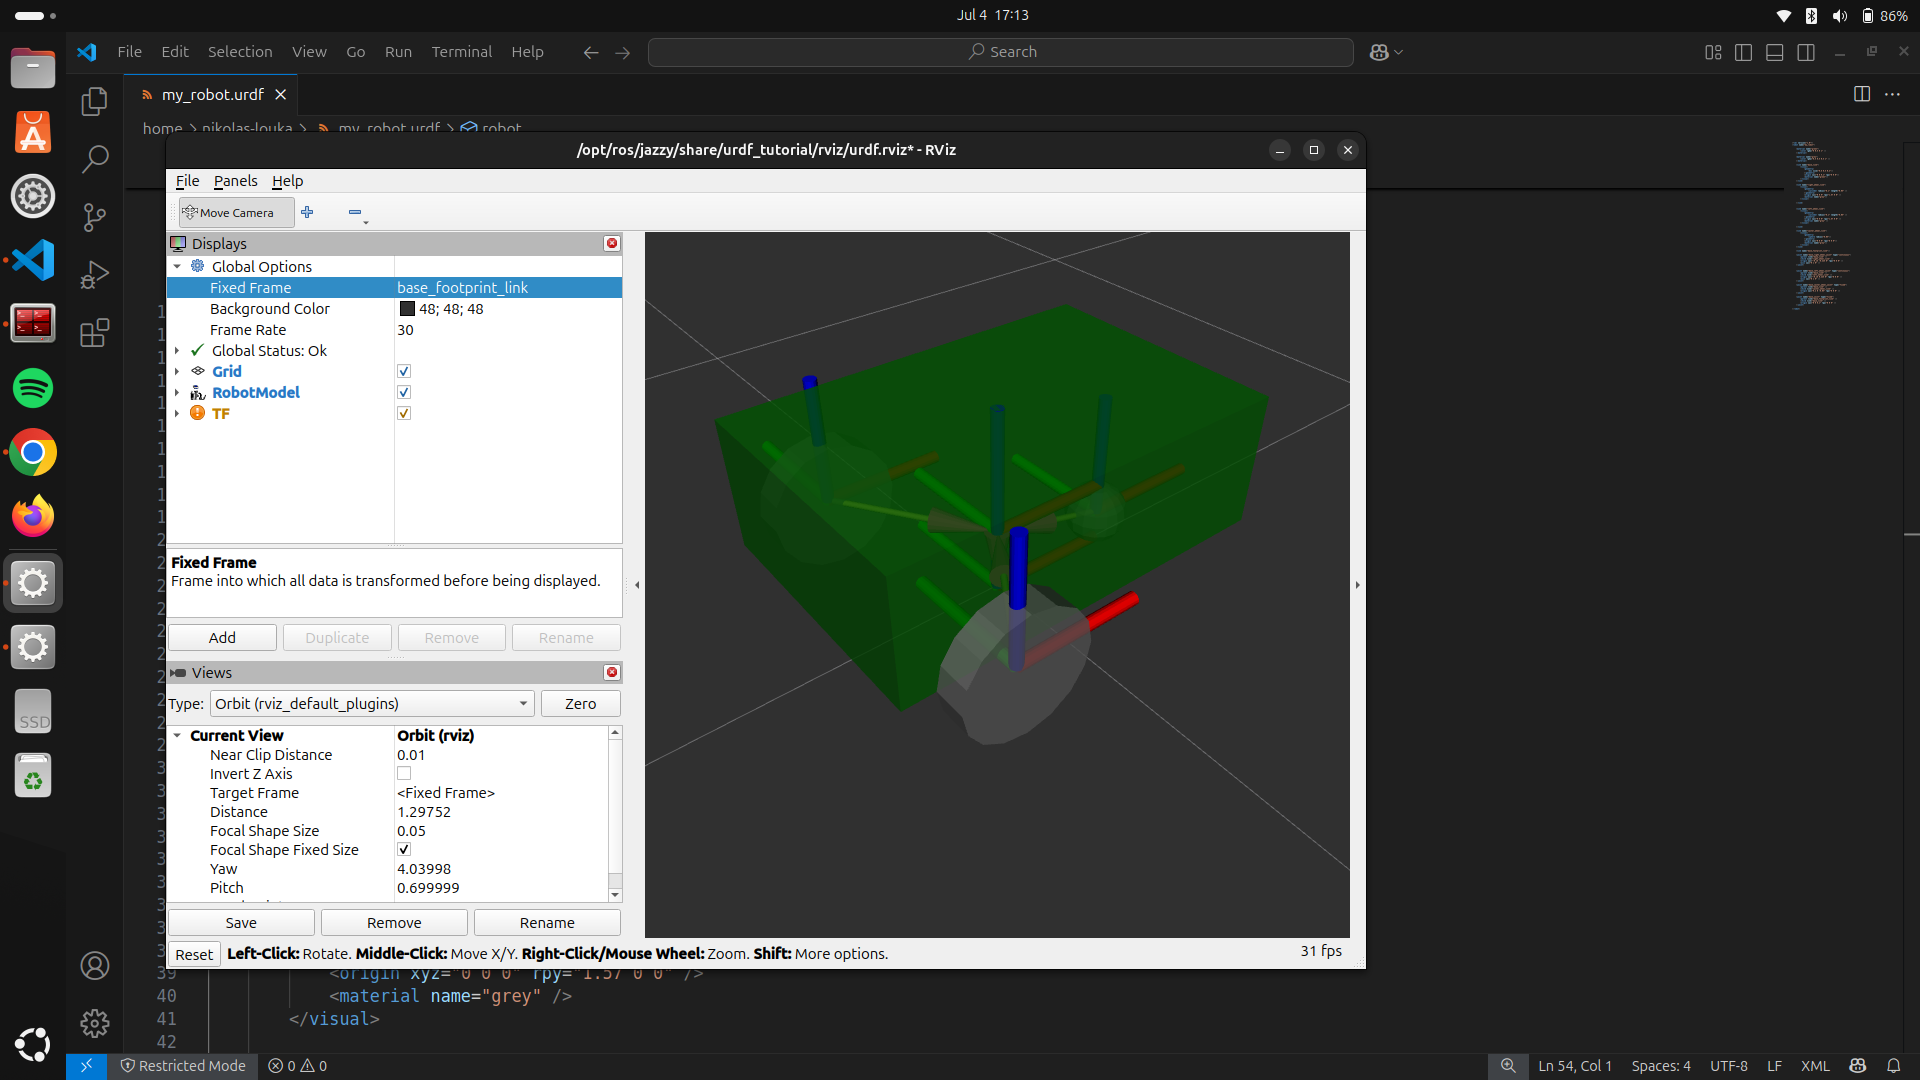 Jul 4 17:13
86%
File Edit Selection View Go Run Terminal Help
Search
my_robot.urdf
home > nikolas-louka > my_robot.urdf > robot
/opt/ros/jazzy/share/urdf_tutorial/rviz/urdf.rviz* - RViz
File Panels Help
Move Camera
Displays
Global Options
Fixed Frame base_footprint_link
Background Color 48; 48; 48
Frame Rate 30
Global Status: Ok
Grid
RobotModel
TF
Fixed Frame
Frame into which all data is transformed before being displayed.
Add Duplicate Remove Rename
Views
Type: Orbit (rviz_default_plugins) Zero
Current View Orbit (rviz)
Near Clip Distance 0.01
Invert Z Axis
Target Frame <Fixed Frame>
Distance 1.29752
Focal Shape Size 0.05
Focal Shape Fixed Size
Yaw 4.03998
Pitch 0.699999
Save Remove Rename
Reset Left-Click: Rotate. Middle-Click: Move X/Y. Right-Click/Mouse Wheel: Zoom. Shift: More options. 31 fps
39 <origin xyz="0 0 0" rpy="1.57 0 0" />
40 <material name="grey" />
41 </visual>
42
SSD
Restricted Mode 0 0 Ln 54, Col 1 Spaces: 4 UTF-8 LF XML